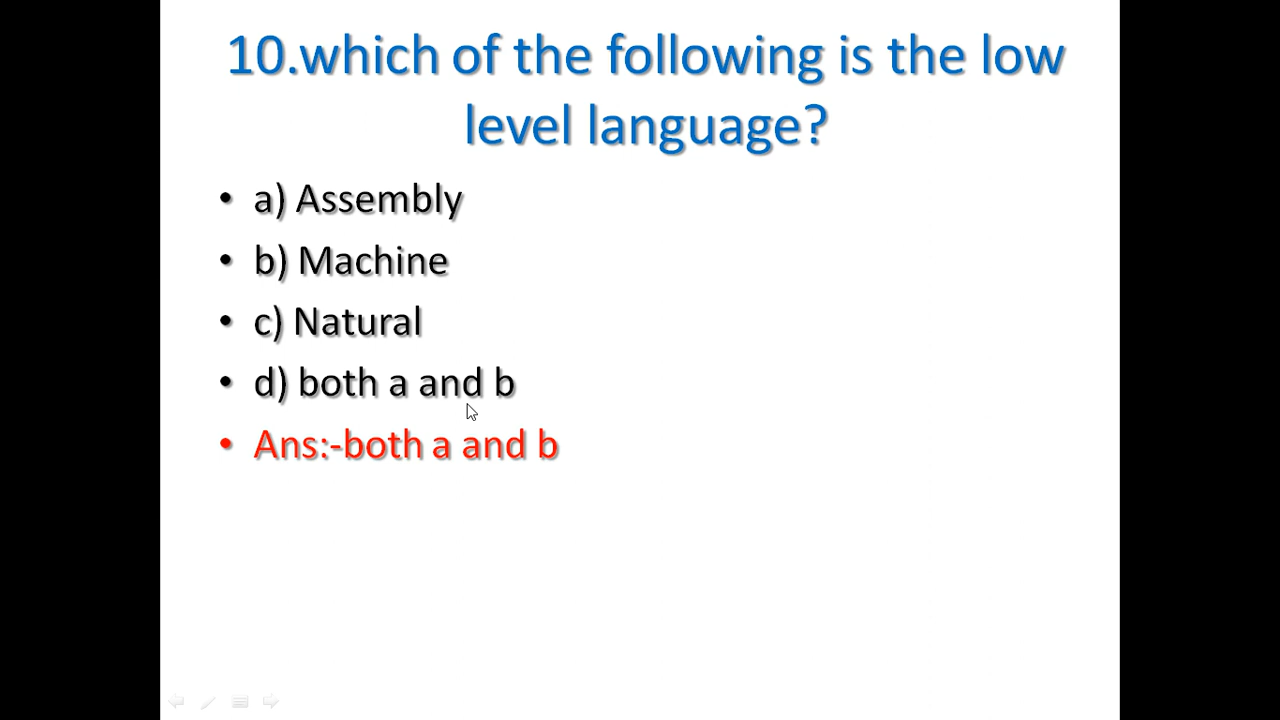 10.which of the following is the low
level language?
• a) Assembly
• b) Machine
• c) Natural
• d) both a and b
• Ans:-both a and b